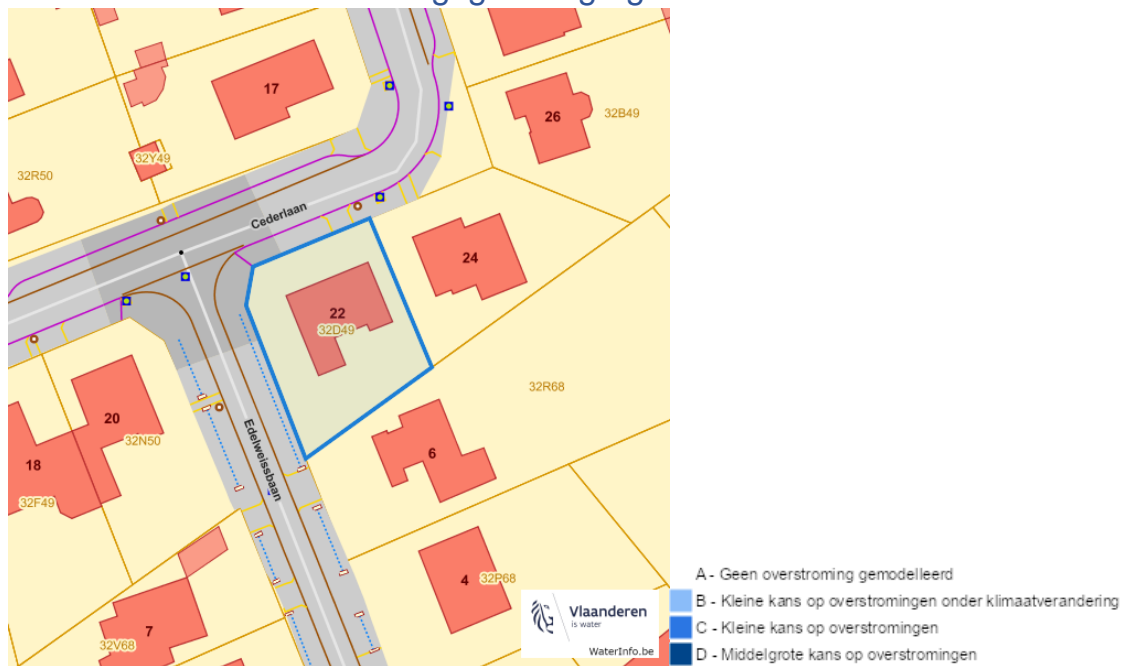 17
26
32B49
32Y49
32R50
Cederlaan
24
22
32D49
32R68
20
Edelweissbaan
32N50
6
18
32F49
4
32P68
7
32V68
Vlaanderen
is water
WaterInfo.be
A - Geen overstroming gemodelleerd
B - Kleine kans op overstromingen onder klimaatverandering
C - Kleine kans op overstromingen
D - Middelgrote kans op overstromingen